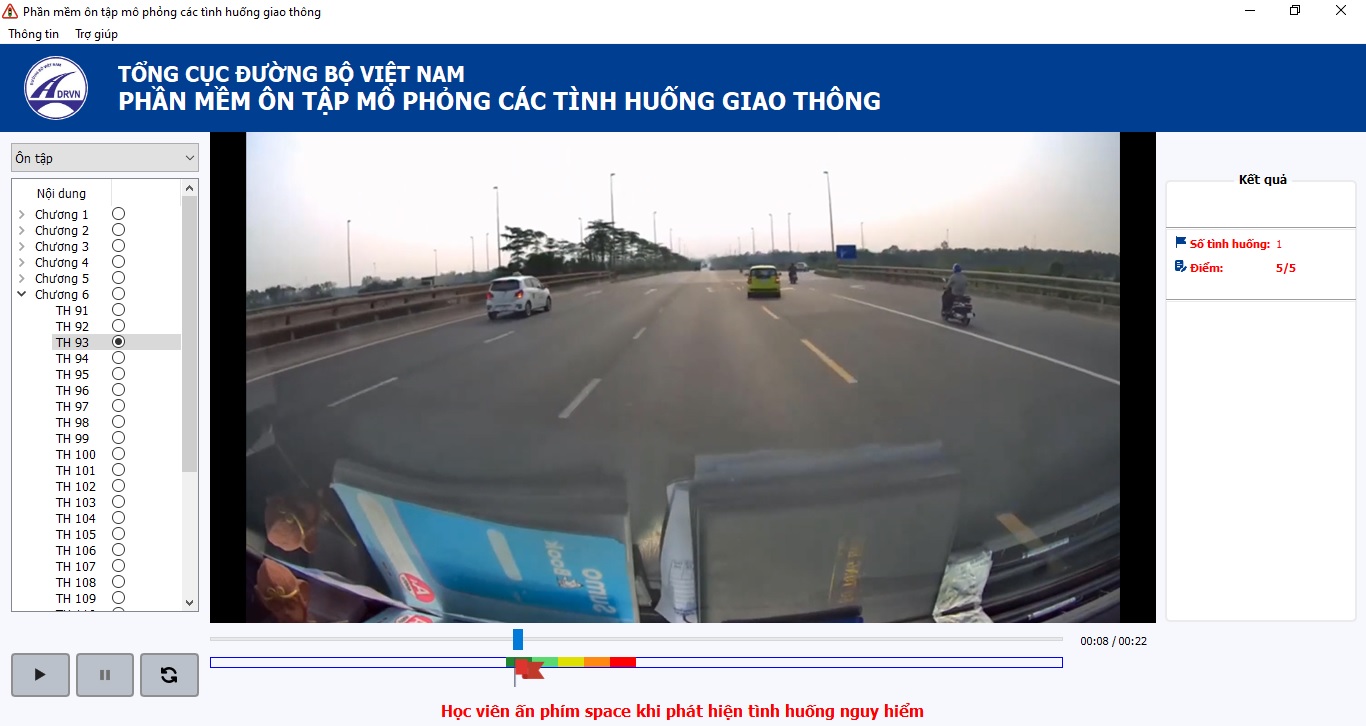 Phần mềm ôn tập mô phỏng các tình huống giao thông
Thông tin Trợ giúp
ĐƯỜNG BỘ VIỆT NAM
DRVN
TỔNG CỤC ĐƯỜNG BỘ VIỆT NAM
PHẦN MỀM ÔN TẬP MÔ PHỎNG CÁC TÌNH HUỐNG GIAO THÔNG
Ôn tập
Nội dung
Chương 1
Chương 2
Chương 3
Chương 4
Chương 5
Chương 6
TH 91
TH 92
TH 93
TH 94
TH 95
TH 96
TH 97
TH 98
TH 99
TH 100
TH 101
TH 102
TH 103
TH 104
TH 105
TH 106
TH 107
TH 108
TH 109
BOOK
Kết quả
Số tình huống: 1
Điểm: 5/5
00:08 / 00:22
Học viên ấn phím space khi phát hiện tình huống nguy hiểm